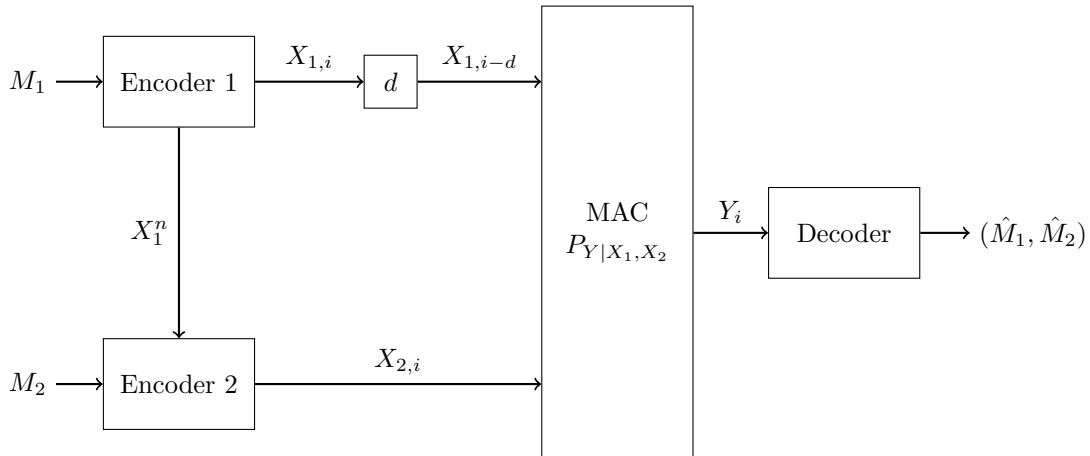 X_{1,i}
X_{1,i-d}
M_1
Encoder 1
d
X_1^n
MAC
P_{Y|X_1,X_2}
Y_i
Decoder
(\hat{M}_1, \hat{M}_2)
X_{2,i}
M_2
Encoder 2